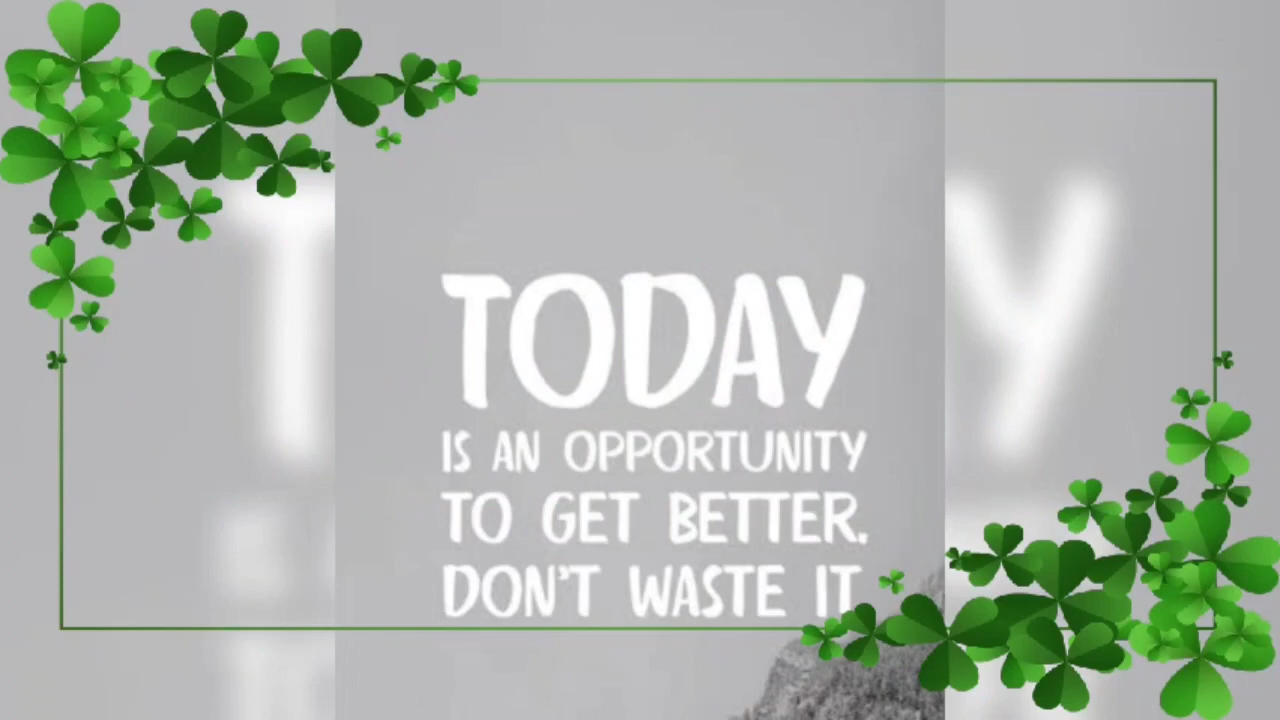 TODAY
IS AN OPPORTUNITY
TO GET BETTER.
DON'T WASTE IT